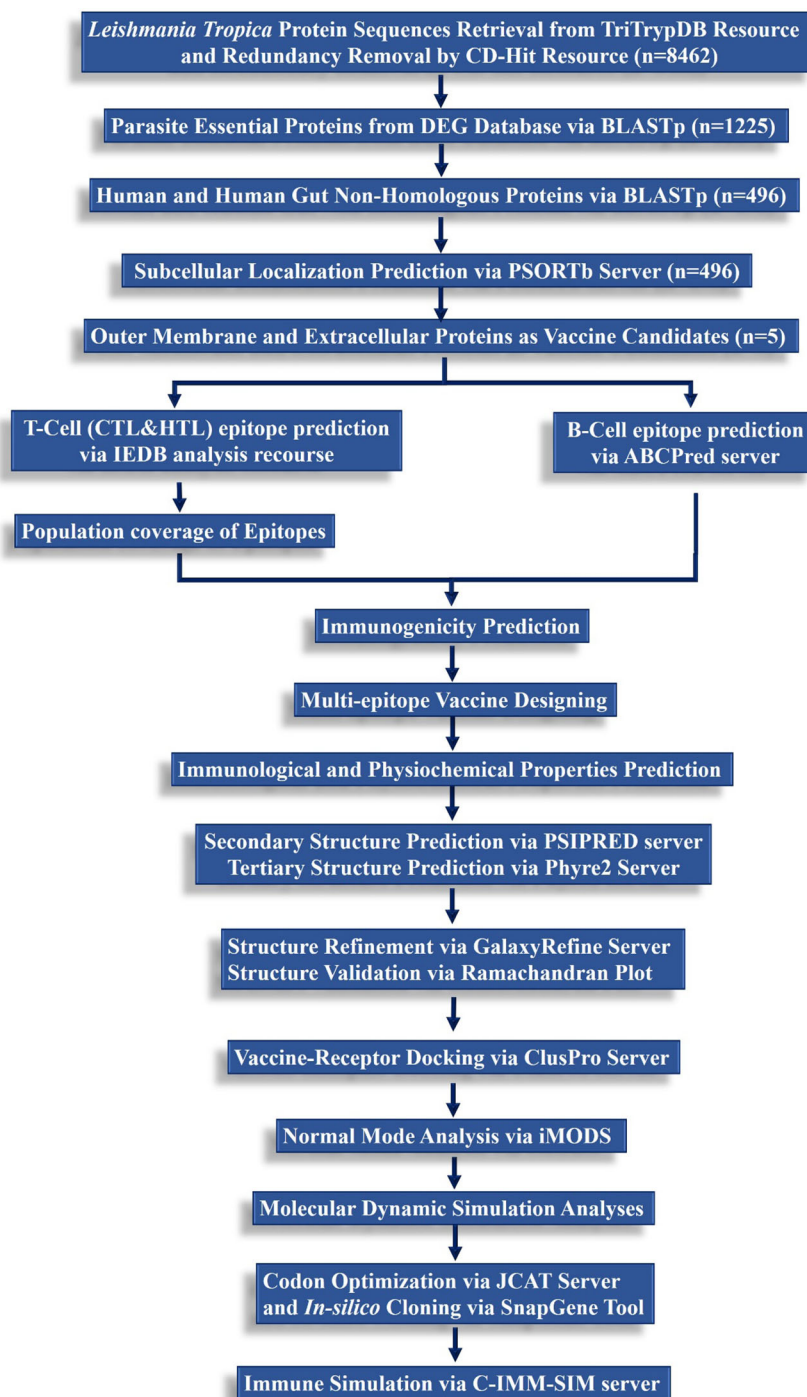 Leishmania Tropica Protein Sequences Retrieval from TriTrypDB Resource
and Redundancy Removal by CD-Hit Resource (n=8462)
Parasite Essential Proteins from DEG Database via BLASTp (n=1225)
Human and Human Gut Non-Homologous Proteins via BLASTp (n=496)
Subcellular Localization Prediction via PSORTb Server (n=496)
Outer Membrane and Extracellular Proteins as Vaccine Candidates (n=5)
T-Cell (CTL&HTL) epitope prediction
via IEDB analysis recourse
B-Cell epitope prediction
via ABCPred server
Population coverage of Epitopes
Immunogenicity Prediction
Multi-epitope Vaccine Designing
Immunological and Physiochemical Properties Prediction
Secondary Structure Prediction via PSIPRED server
Tertiary Structure Prediction via Phyre2 Server
Structure Refinement via GalaxyRefine Server
Structure Validation via Ramachandran Plot
Vaccine-Receptor Docking via ClusPro Server
Normal Mode Analysis via iMODS
Molecular Dynamic Simulation Analyses
Codon Optimization via JCAT Server
and In-silico Cloning via SnapGene Tool
Immune Simulation via C-IMM-SIM server